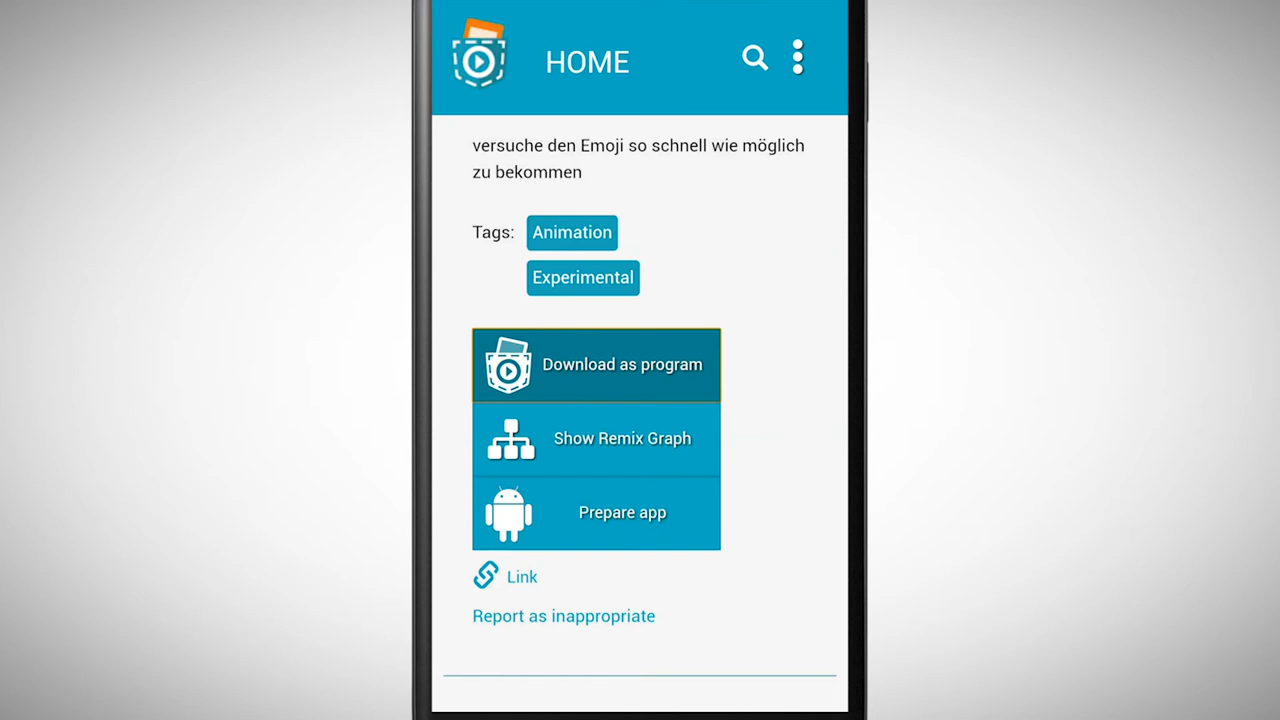 HOME
versuche den Emoji so schnell wie möglich
zu bekommen
Tags: Animation
Experimental
Download as program
Show Remix Graph
Prepare app
Link
Report as inappropriate